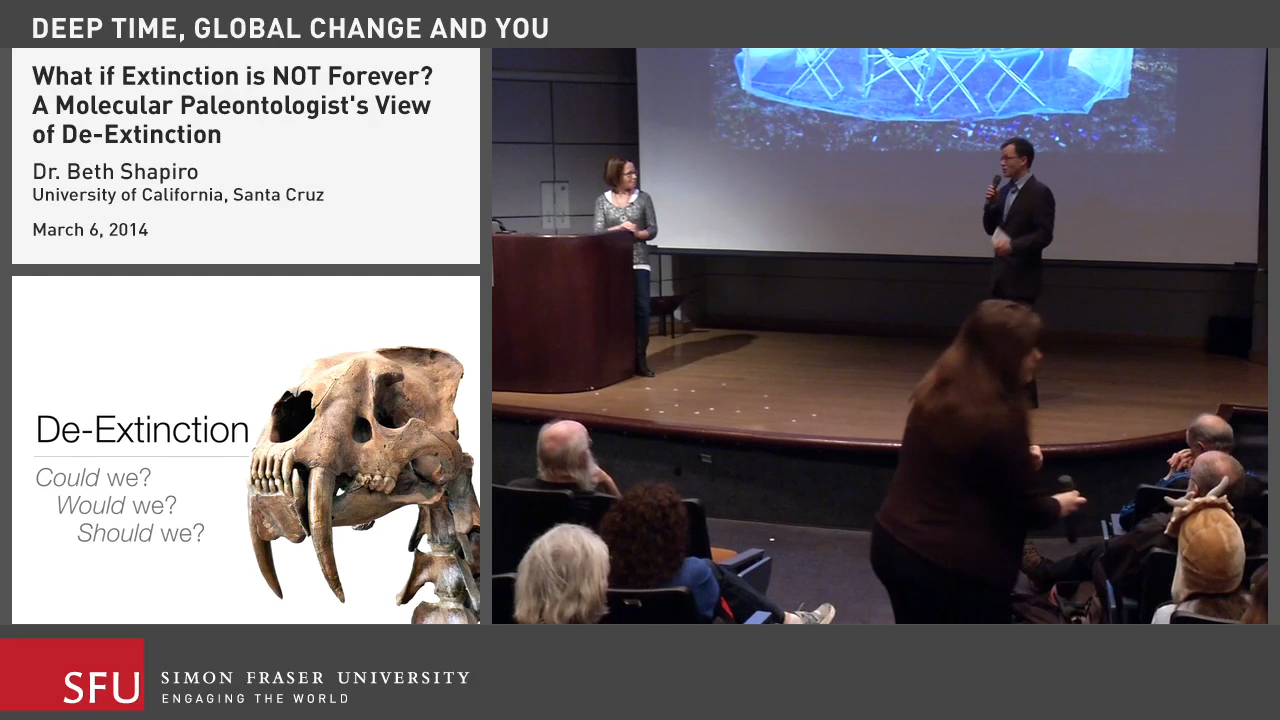 DEEP TIME, GLOBAL CHANGE AND YOU
What if Extinction is NOT Forever?
A Molecular Paleontologist's View
of De-Extinction
Dr. Beth Shapiro
University of California, Santa Cruz
March 6, 2014
De-Extinction
Could we?
Would we?
Should we?
SFU
SIMON FRASER UNIVERSITY
ENGAGING THE WORLD